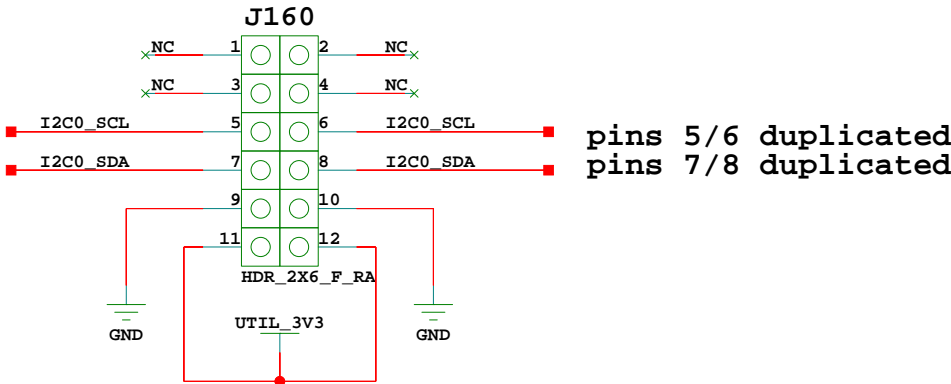 J160
NC 1 2 NC
NC 3 4 NC
I2C0_SCL 5 6 I2C0_SCL pins 5/6 duplicated
I2C0_SDA 7 8 I2C0_SDA pins 7/8 duplicated
9 10
11 12
HDR_2X6_F_RA
UTIL_3V3
GND GND